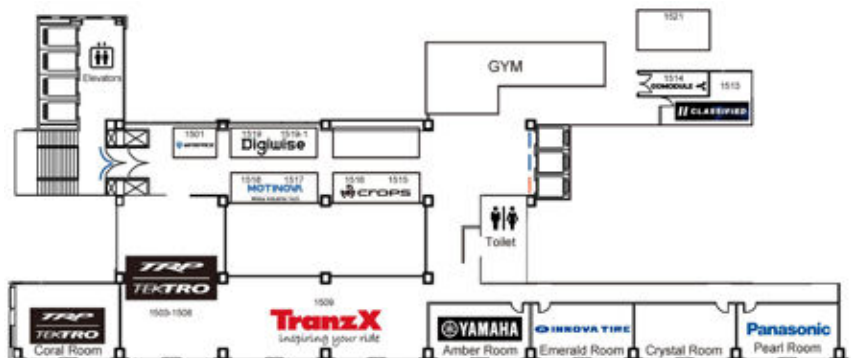 1521
GYM
Elevators
1514
1513
DOMODULE
CLASSIFIED
1501
1519
1519-1
Digiwise
1518
1517
MOTINOVA
1516
1515
CROPS
Toilet
TRP
TEKTRO
1503-1508
1509
TRP
TEKTRO
Coral Room
TranzX
inspiring your ride
YAMAHA
Amber Room
INNOVA TIRE
Emerald Room
Crystal Room
Panasonic
Pearl Room